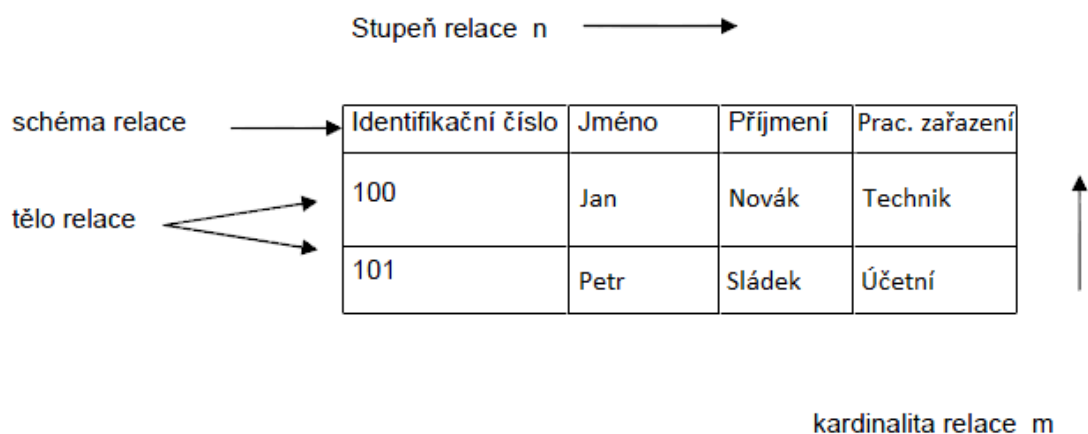 Stupeň relace n
schéma relace
Identifikační číslo Jméno Příjmení Prac. zařazení
tělo relace
100 Jan Novák Technik
101 Petr Sládek Účetní
kardinalita relace m